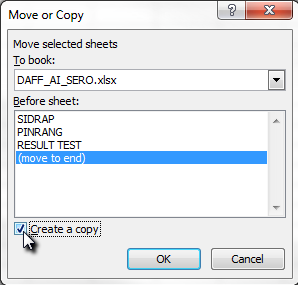 Move or Copy
Move selected sheets
To book:
DAFF_AI_SERO.xlsx
Before sheet:
SIDRAP
PINRANG
RESULT TEST
(move to end)
Create a copy
OK
Cancel